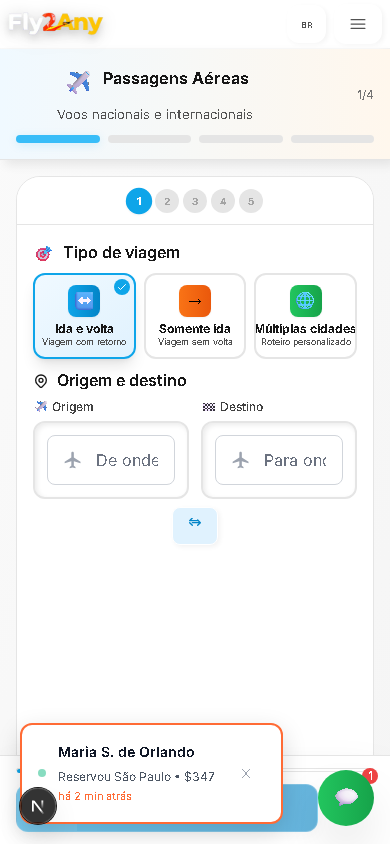 Fly2Any
BR
Passagens Aéreas
Voos nacionais e internacionais
1/4
1 2 3 4 5
Tipo de viagem
Ida e volta
Viagem com retorno
Somente ida
Viagem sem volta
Múltiplas cidades
Roteiro personalizado
Origem e destino
Origem
Destino
De onde
Para ond
Maria S. de Orlando
Reservou São Paulo • $347
há 2 min atrás
N
1